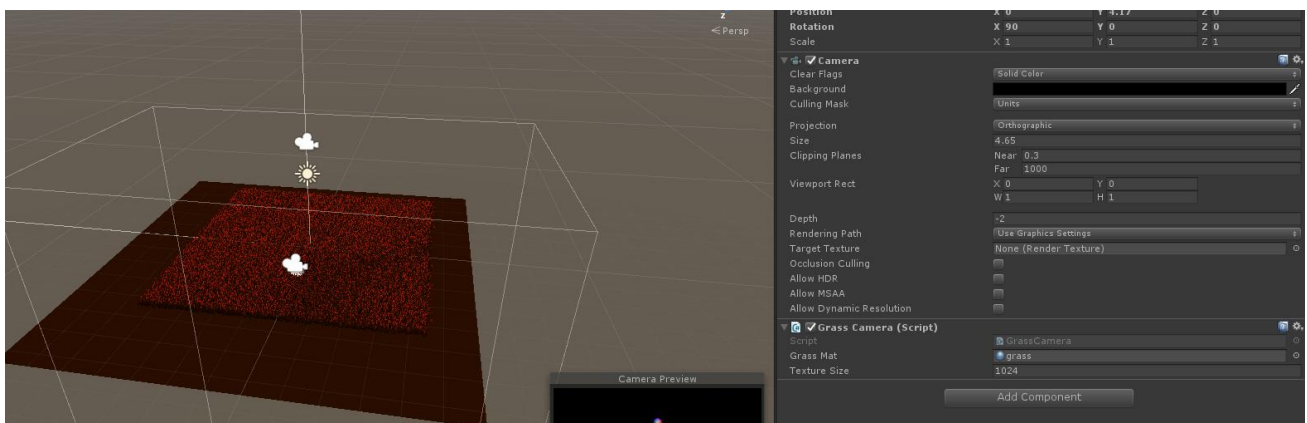 z
Persp
Position X 0 Y 4.17 Z 0
Rotation X 90 Y 0 Z 0
Scale X 1 Y 1 Z 1
Camera
Clear Flags Solid Color
Background
Culling Mask Units
Projection Orthographic
Size 4.65
Clipping Planes Near 0.3
Far 1000
Viewport Rect X 0 Y 0
W 1 H 1
Depth -2
Rendering Path Use Graphics Settings
Target Texture None (Render Texture)
Occlusion Culling
Allow HDR
Allow MSAA
Allow Dynamic Resolution
Grass Camera (Script)
Script GrassCamera
Grass Mat grass
Texture Size 1024
Add Component
Camera Preview